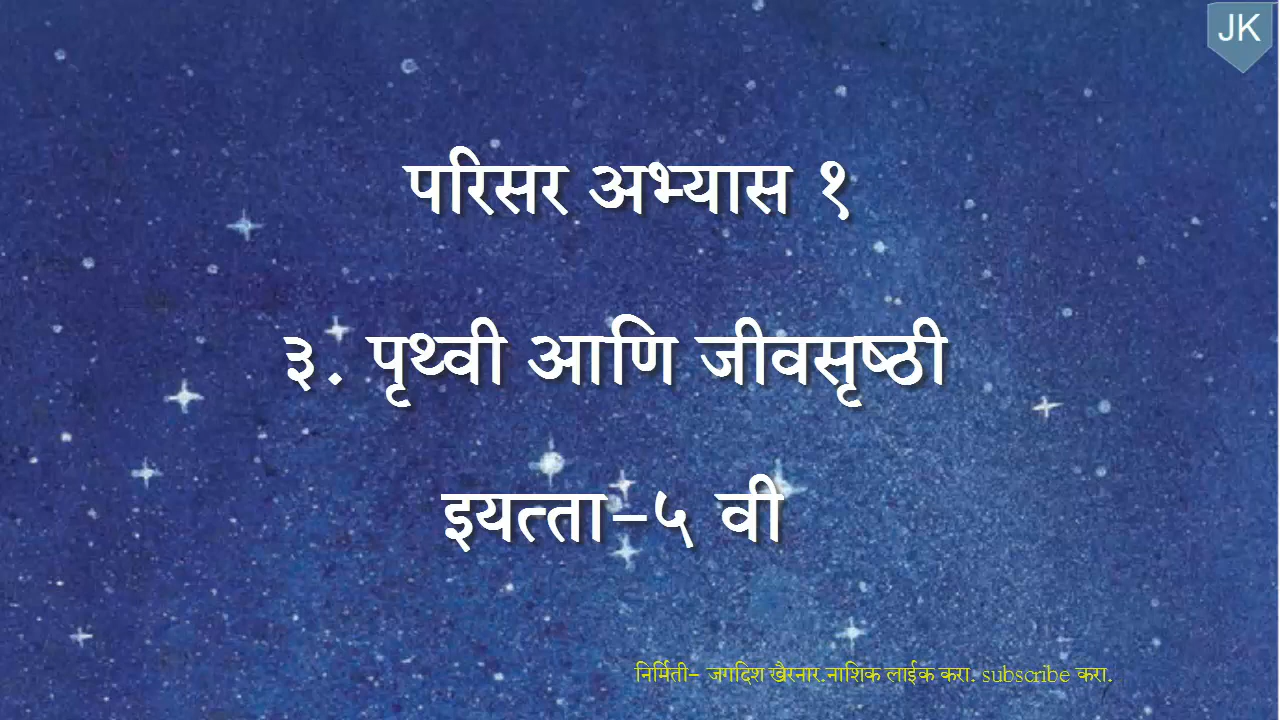 JK
परिसर अभ्यास १
३. पृथ्वी आणि जीवसृष्ठी
इयत्ता-५ वी
निर्मिती- जगदिश खैरनार.नाशिक लाईक करा. subscribe करा.